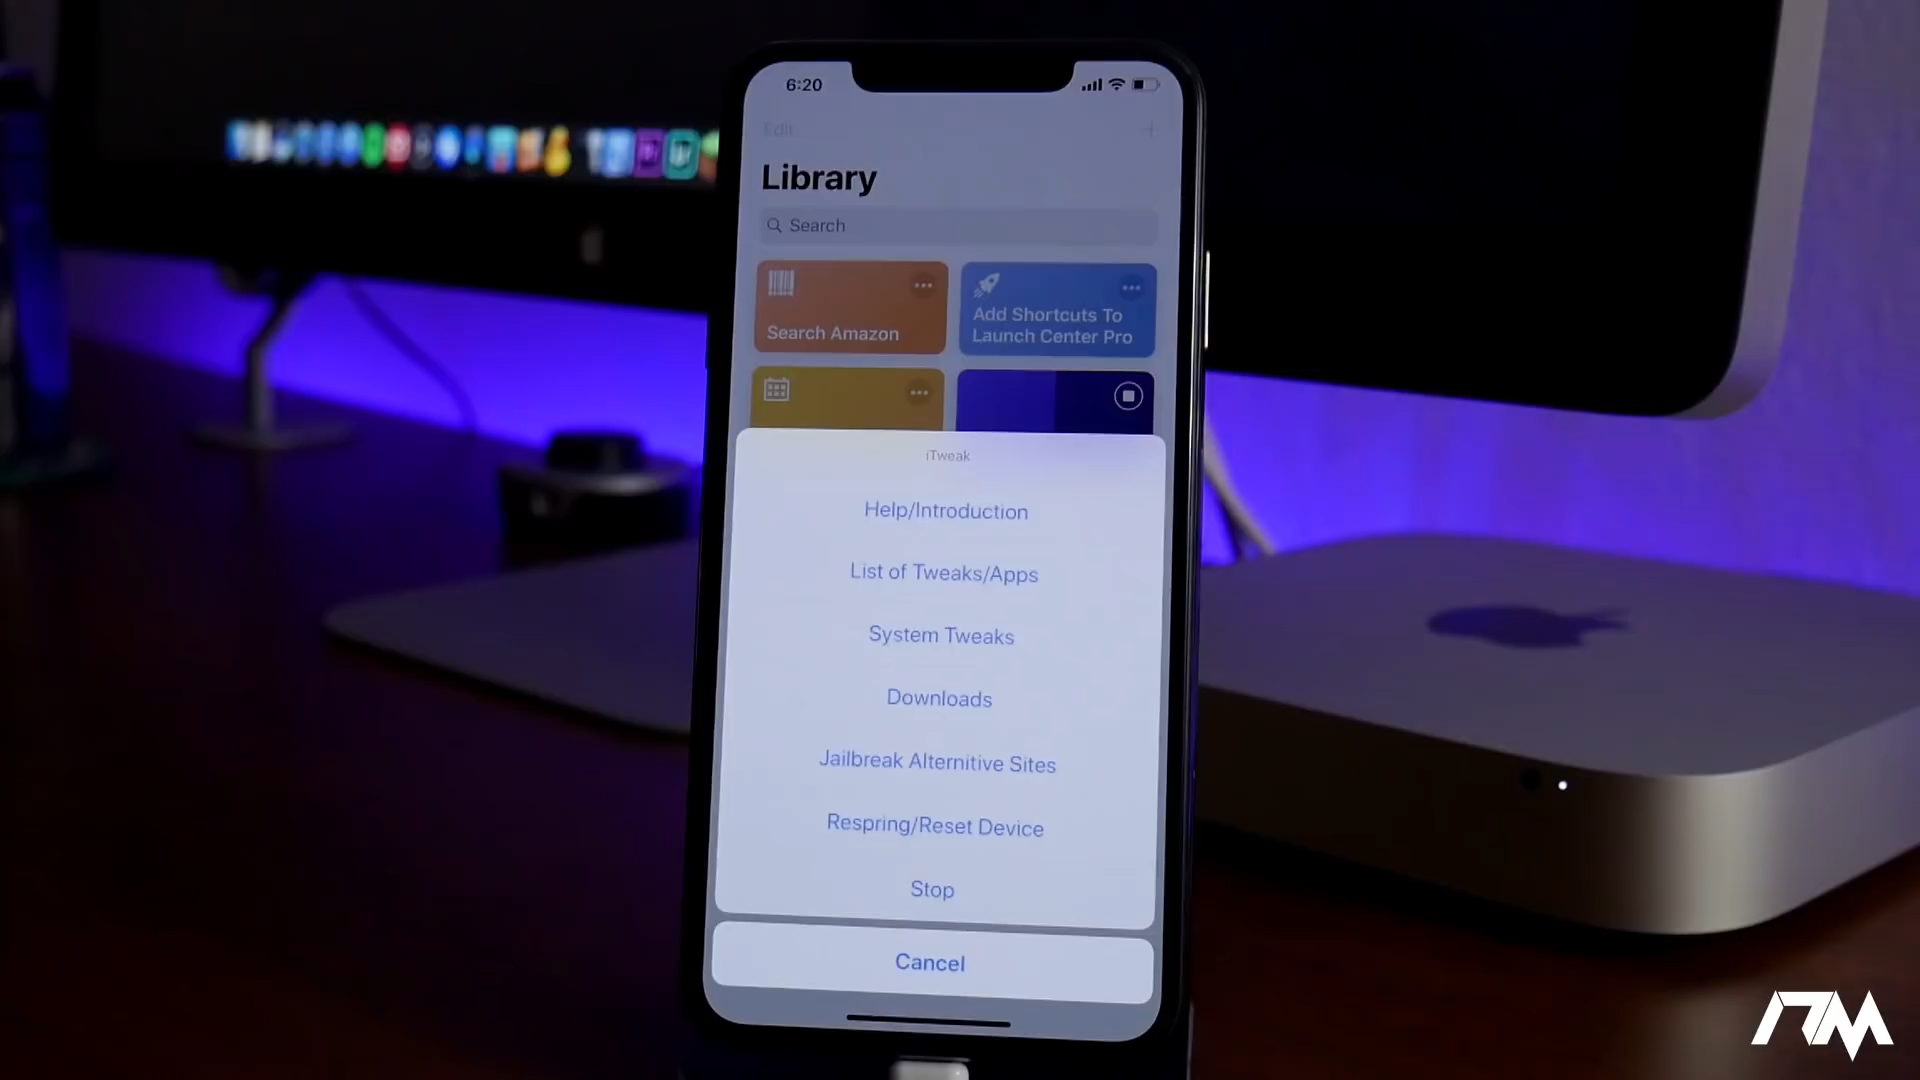 6:20
Edit
Library
Search
Search Amazon
Add Shortcuts To
Launch Center Pro
iTweak
Help/Introduction
List of Tweaks/Apps
System Tweaks
Downloads
Jailbreak Alternitive Sites
Respring/Reset Device
Stop
Cancel